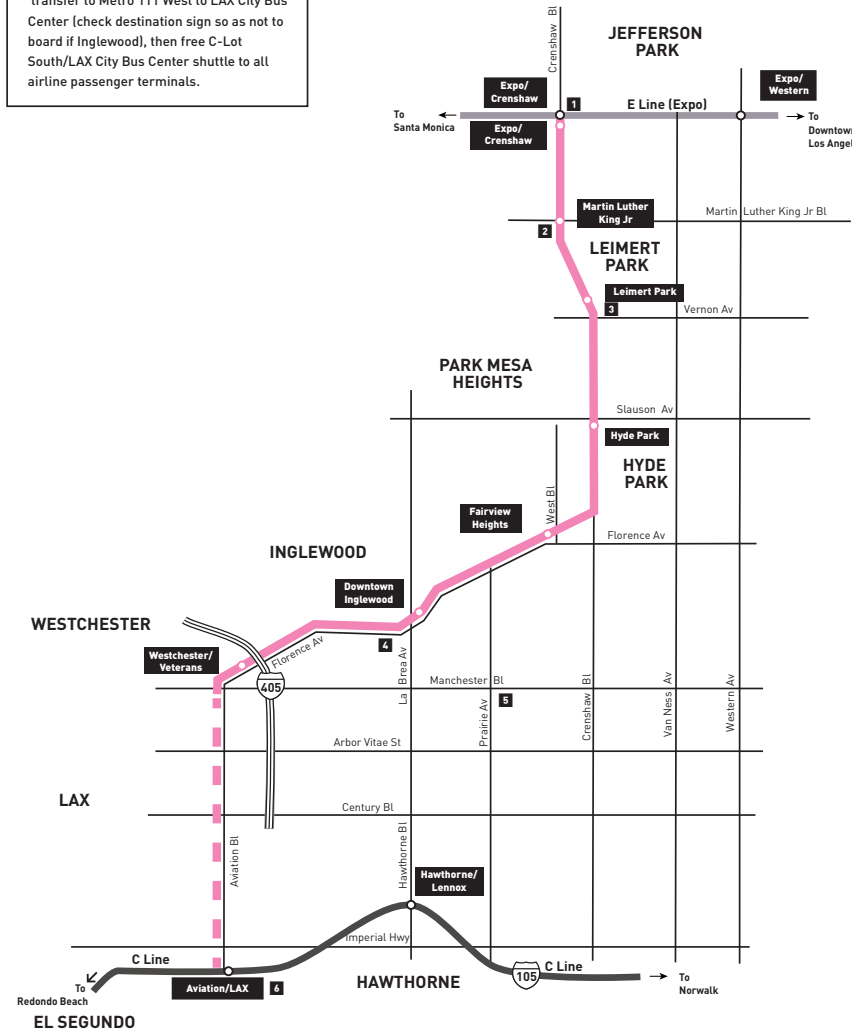 transfer to Metro 111 West to LAX City Bus
Center (check destination sign so as not to
board if Inglewood), then free C-Lot
South/LAX City Bus Center shuttle to all
airline passenger terminals.
Crenshaw Bl
JEFFERSON
PARK
Expo/
Crenshaw
1
E Line (Expo)
Expo/
Western
To
Santa Monica
Expo/
Crenshaw
To
Downtown
Los Angel
Martin Luther
King Jr
Martin Luther King Jr Bl
2
LEIMERT
PARK
Leimert Park
3
Vernon Av
PARK MESA
HEIGHTS
Slauson Av
Hyde Park
HYDE
PARK
West Bl
Fairview
Heights
Florence Av
INGLEWOOD
Downtown
Inglewood
WESTCHESTER
4
Westchester/
Veterans
Florence Av
405
La Brea Av
Manchester Bl
5
Prairie Av
Crenshaw Bl
Van Ness Av
Western Av
Arbor Vitae St
LAX
Century Bl
Aviation Bl
Hawthorne Bl
Hawthorne/
Lennox
Imperial Hwy
C Line
105
C Line
To
Redondo Beach
Aviation/LAX
6
HAWTHORNE
To
Norwalk
EL SEGUNDO